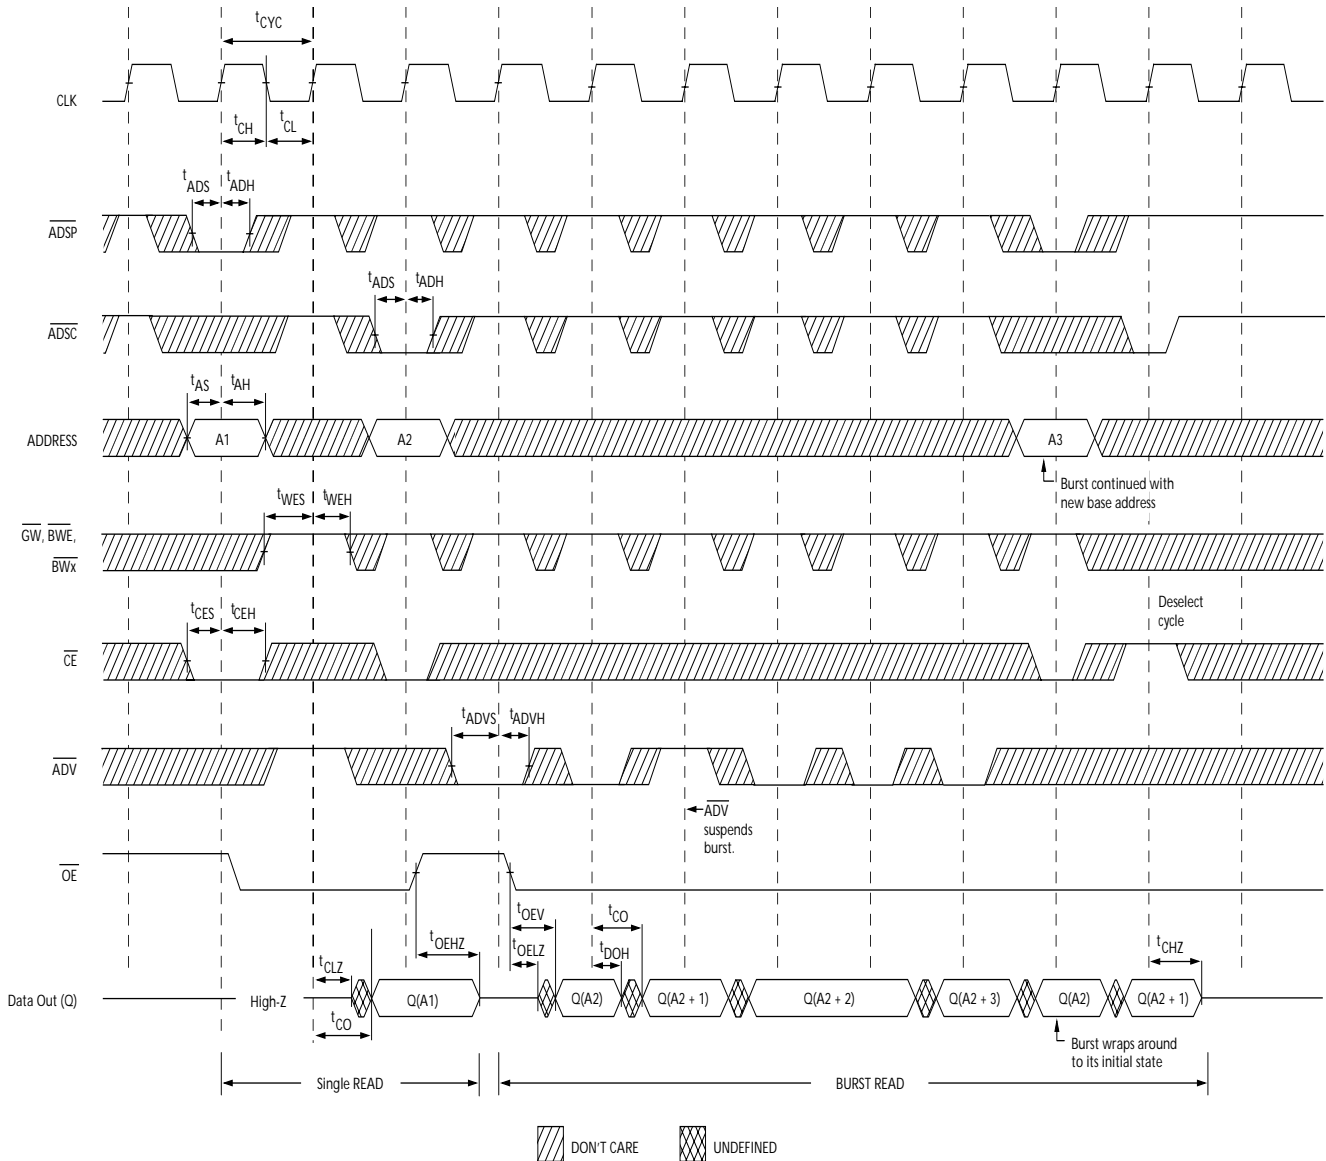 tCYC
CLK
tCH
tCL
tADS
tADH
ADSP
tADS
tADH
ADSC
tAS
tAH
ADDRESS
A1
A2
A3
Burst continued with
new base address
tWES
tWEH
GW, BWE,
BWx
Deselect
cycle
tCES
tCEH
CE
tADVS
tADVH
ADV
ADV
suspends
burst.
OE
tOEV
tCO
tOEHZ
tOELZ
tDOH
tCHZ
tCLZ
Data Out (Q)
High-Z
Q(A1)
Q(A2)
Q(A2 + 1)
Q(A2 + 2)
Q(A2 + 3)
Q(A2)
Q(A2 + 1)
tCO
Burst wraps around
to its initial state
Single READ
BURST READ
DON'T CARE
UNDEFINED